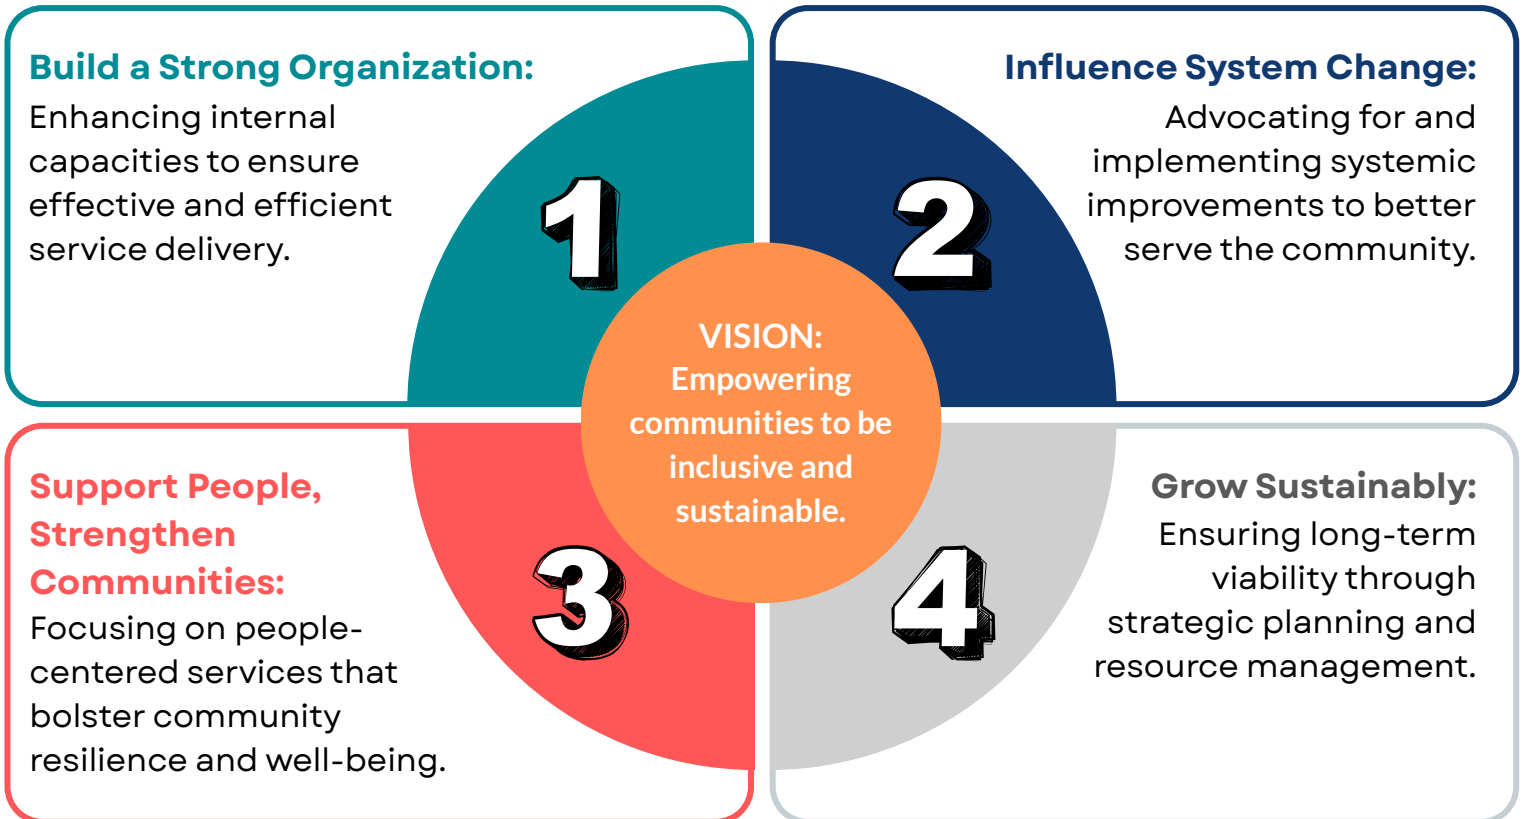 Build a Strong Organization:
Enhancing internal
capacities to ensure
effective and efficient
service delivery.
1
Influence System Change:
Advocating for and
implementing systemic
improvements to better
serve the community.
2
VISION:
Empowering
communities to be
inclusive and
sustainable.
Support People,
Strengthen
Communities:
Focusing on people-
centered services that
bolster community
resilience and well-being.
3
Grow Sustainably:
Ensuring long-term
viability through
strategic planning and
resource management.
4